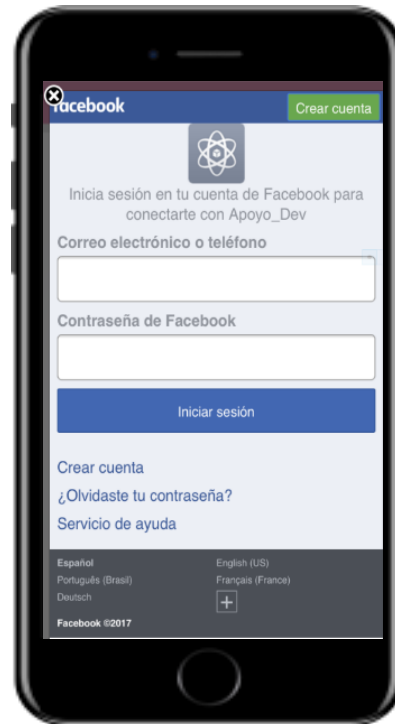 facebook
Crear cuenta
Inicia sesión en tu cuenta de Facebook para
conectarte con Apoyo_Dev
Correo electrónico o teléfono
Contraseña de Facebook
Iniciar sesión
Crear cuenta
¿Olvidaste tu contraseña?
Servicio de ayuda
Español
English (US)
Português (Brasil)
Français (France)
Deutsch
Facebook ©2017